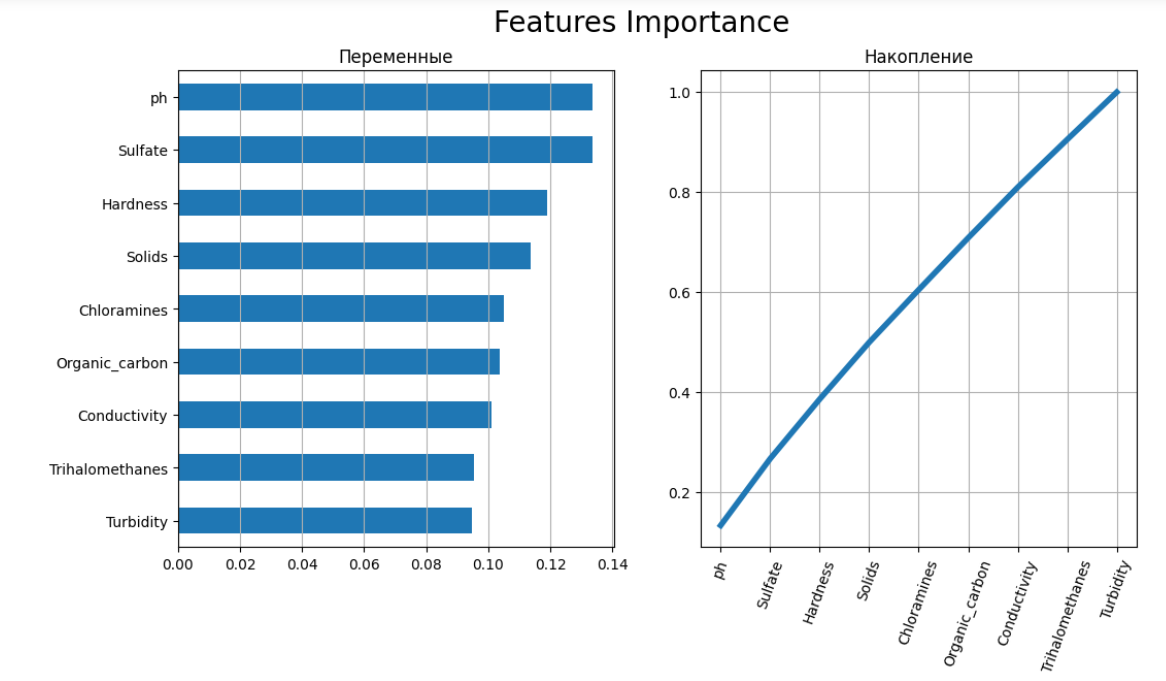 Features Importance
Переменные
ph
Sulfate
Hardness
Solids
Chloramines
Organic_carbon
Conductivity
Trihalomethanes
Turbidity
0.00 0.02 0.04 0.06 0.08 0.10 0.12 0.14
Накопление
1.0
0.8
0.6
0.4
0.2
ph
Sulfate
Hardness
Solids
Chloramines
Organic_carbon
Conductivity
Trihalomethanes
Turbidity